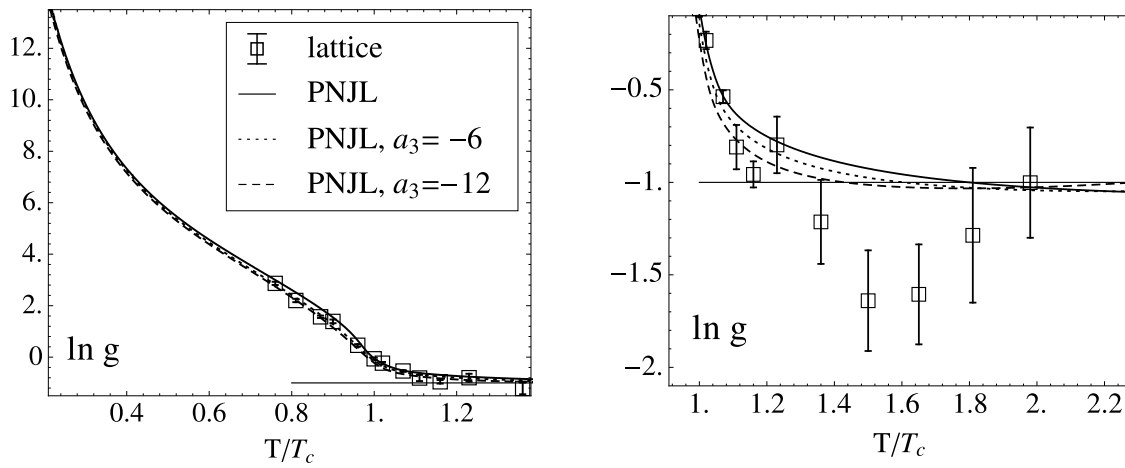 12.
10.
8.
6.
4.
2.
0
ln g
lattice
PNJL
PNJL, a₃= −6
PNJL, a₃=−12
0.4 0.6 0.8 1. 1.2
T/T_c
−0.5
−1.
−1.5
−2.
ln g
1. 1.2 1.4 1.6 1.8 2. 2.2
T/T_c